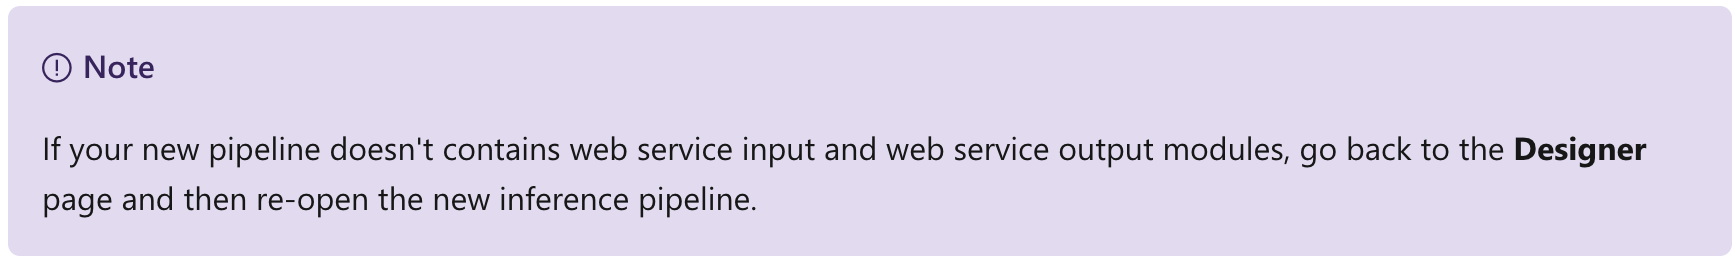 Note
If your new pipeline doesn't contains web service input and web service output modules, go back to the Designer
page and then re-open the new inference pipeline.